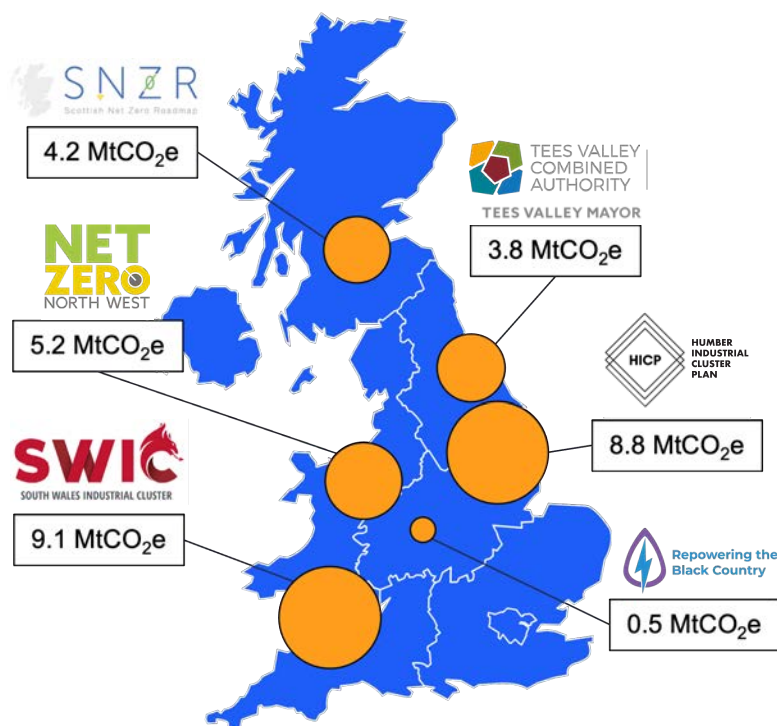 SNZR
Scottish Net Zero Roadmap
4.2 MtCO₂e
TEES VALLEY
COMBINED
AUTHORITY
TEES VALLEY MAYOR
3.8 MtCO₂e
NET
ZERO
NORTH WEST
5.2 MtCO₂e
HICP
HUMBER
INDUSTRIAL
CLUSTER
PLAN
8.8 MtCO₂e
SWIC
SOUTH WALES INDUSTRIAL CLUSTER
9.1 MtCO₂e
Repowering the
Black Country
0.5 MtCO₂e